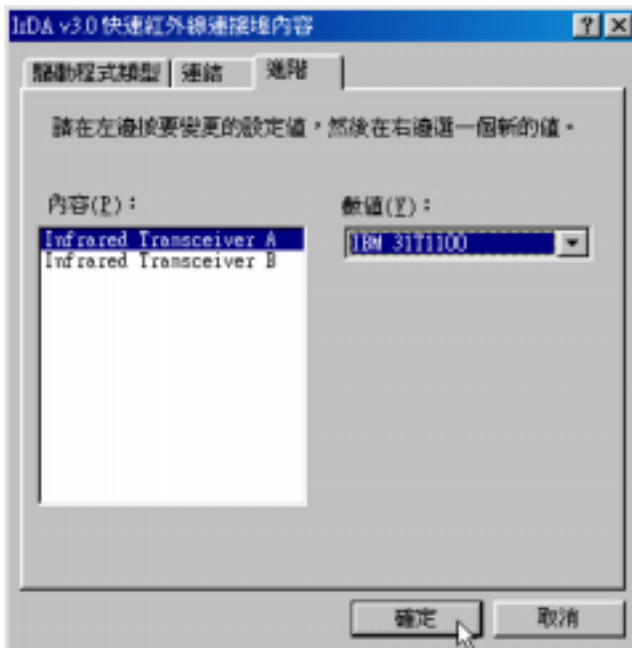 IrDA v3.0 快速紅外線連接埠內容
驅動程式類型 連結 進階
請在左邊按要變更的設定值，然後在右邊選一個新的值。
內容(P)：
數值(V)：
Infrared Transceiver A
IBM 31T1100
Infrared Transceiver B
確定
取消